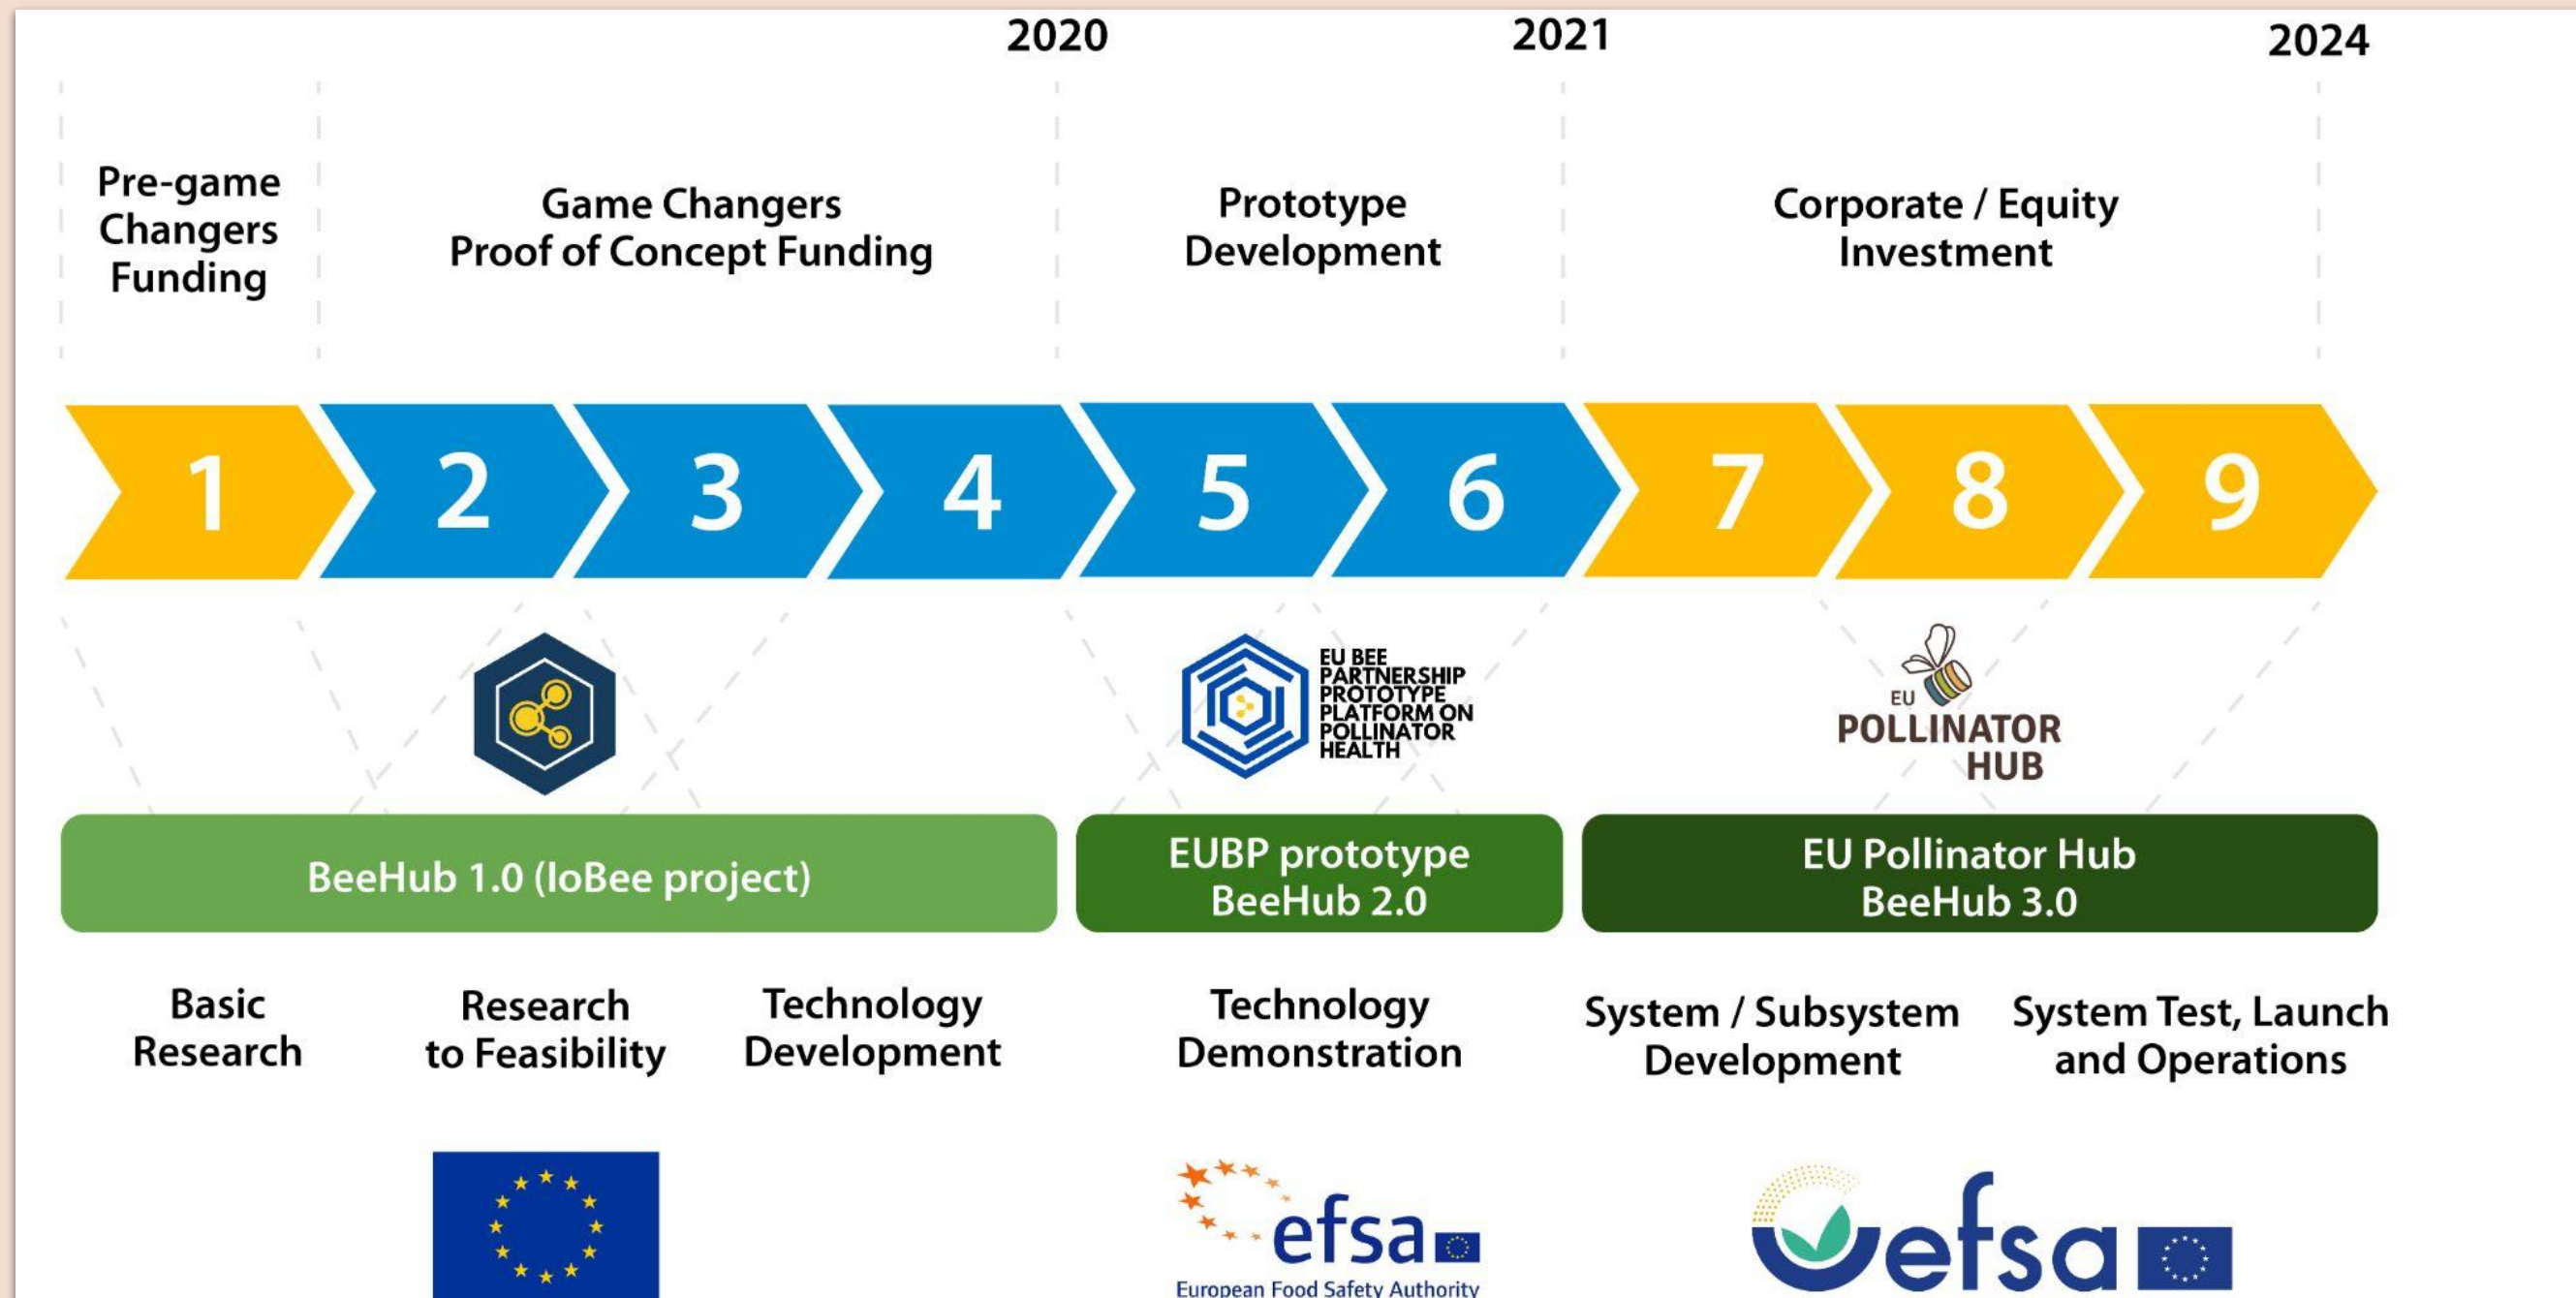 2020
2021
2024
Pre-game
Changers
Funding
Game Changers
Proof of Concept Funding
Prototype
Development
Corporate / Equity
Investment
1
2
3
4
5
6
7
8
9
EU BEE
PARTNERSHIP
PROTOTYPE
PLATFORM ON
POLLINATOR
HEALTH
EU
POLLINATOR
HUB
BeeHub 1.0 (IoBee project)
EUBP prototype
BeeHub 2.0
EU Pollinator Hub
BeeHub 3.0
Basic
Research
Research
to Feasibility
Technology
Development
Technology
Demonstration
System / Subsystem
Development
System Test, Launch
and Operations
efsa
European Food Safety Authority
efsa